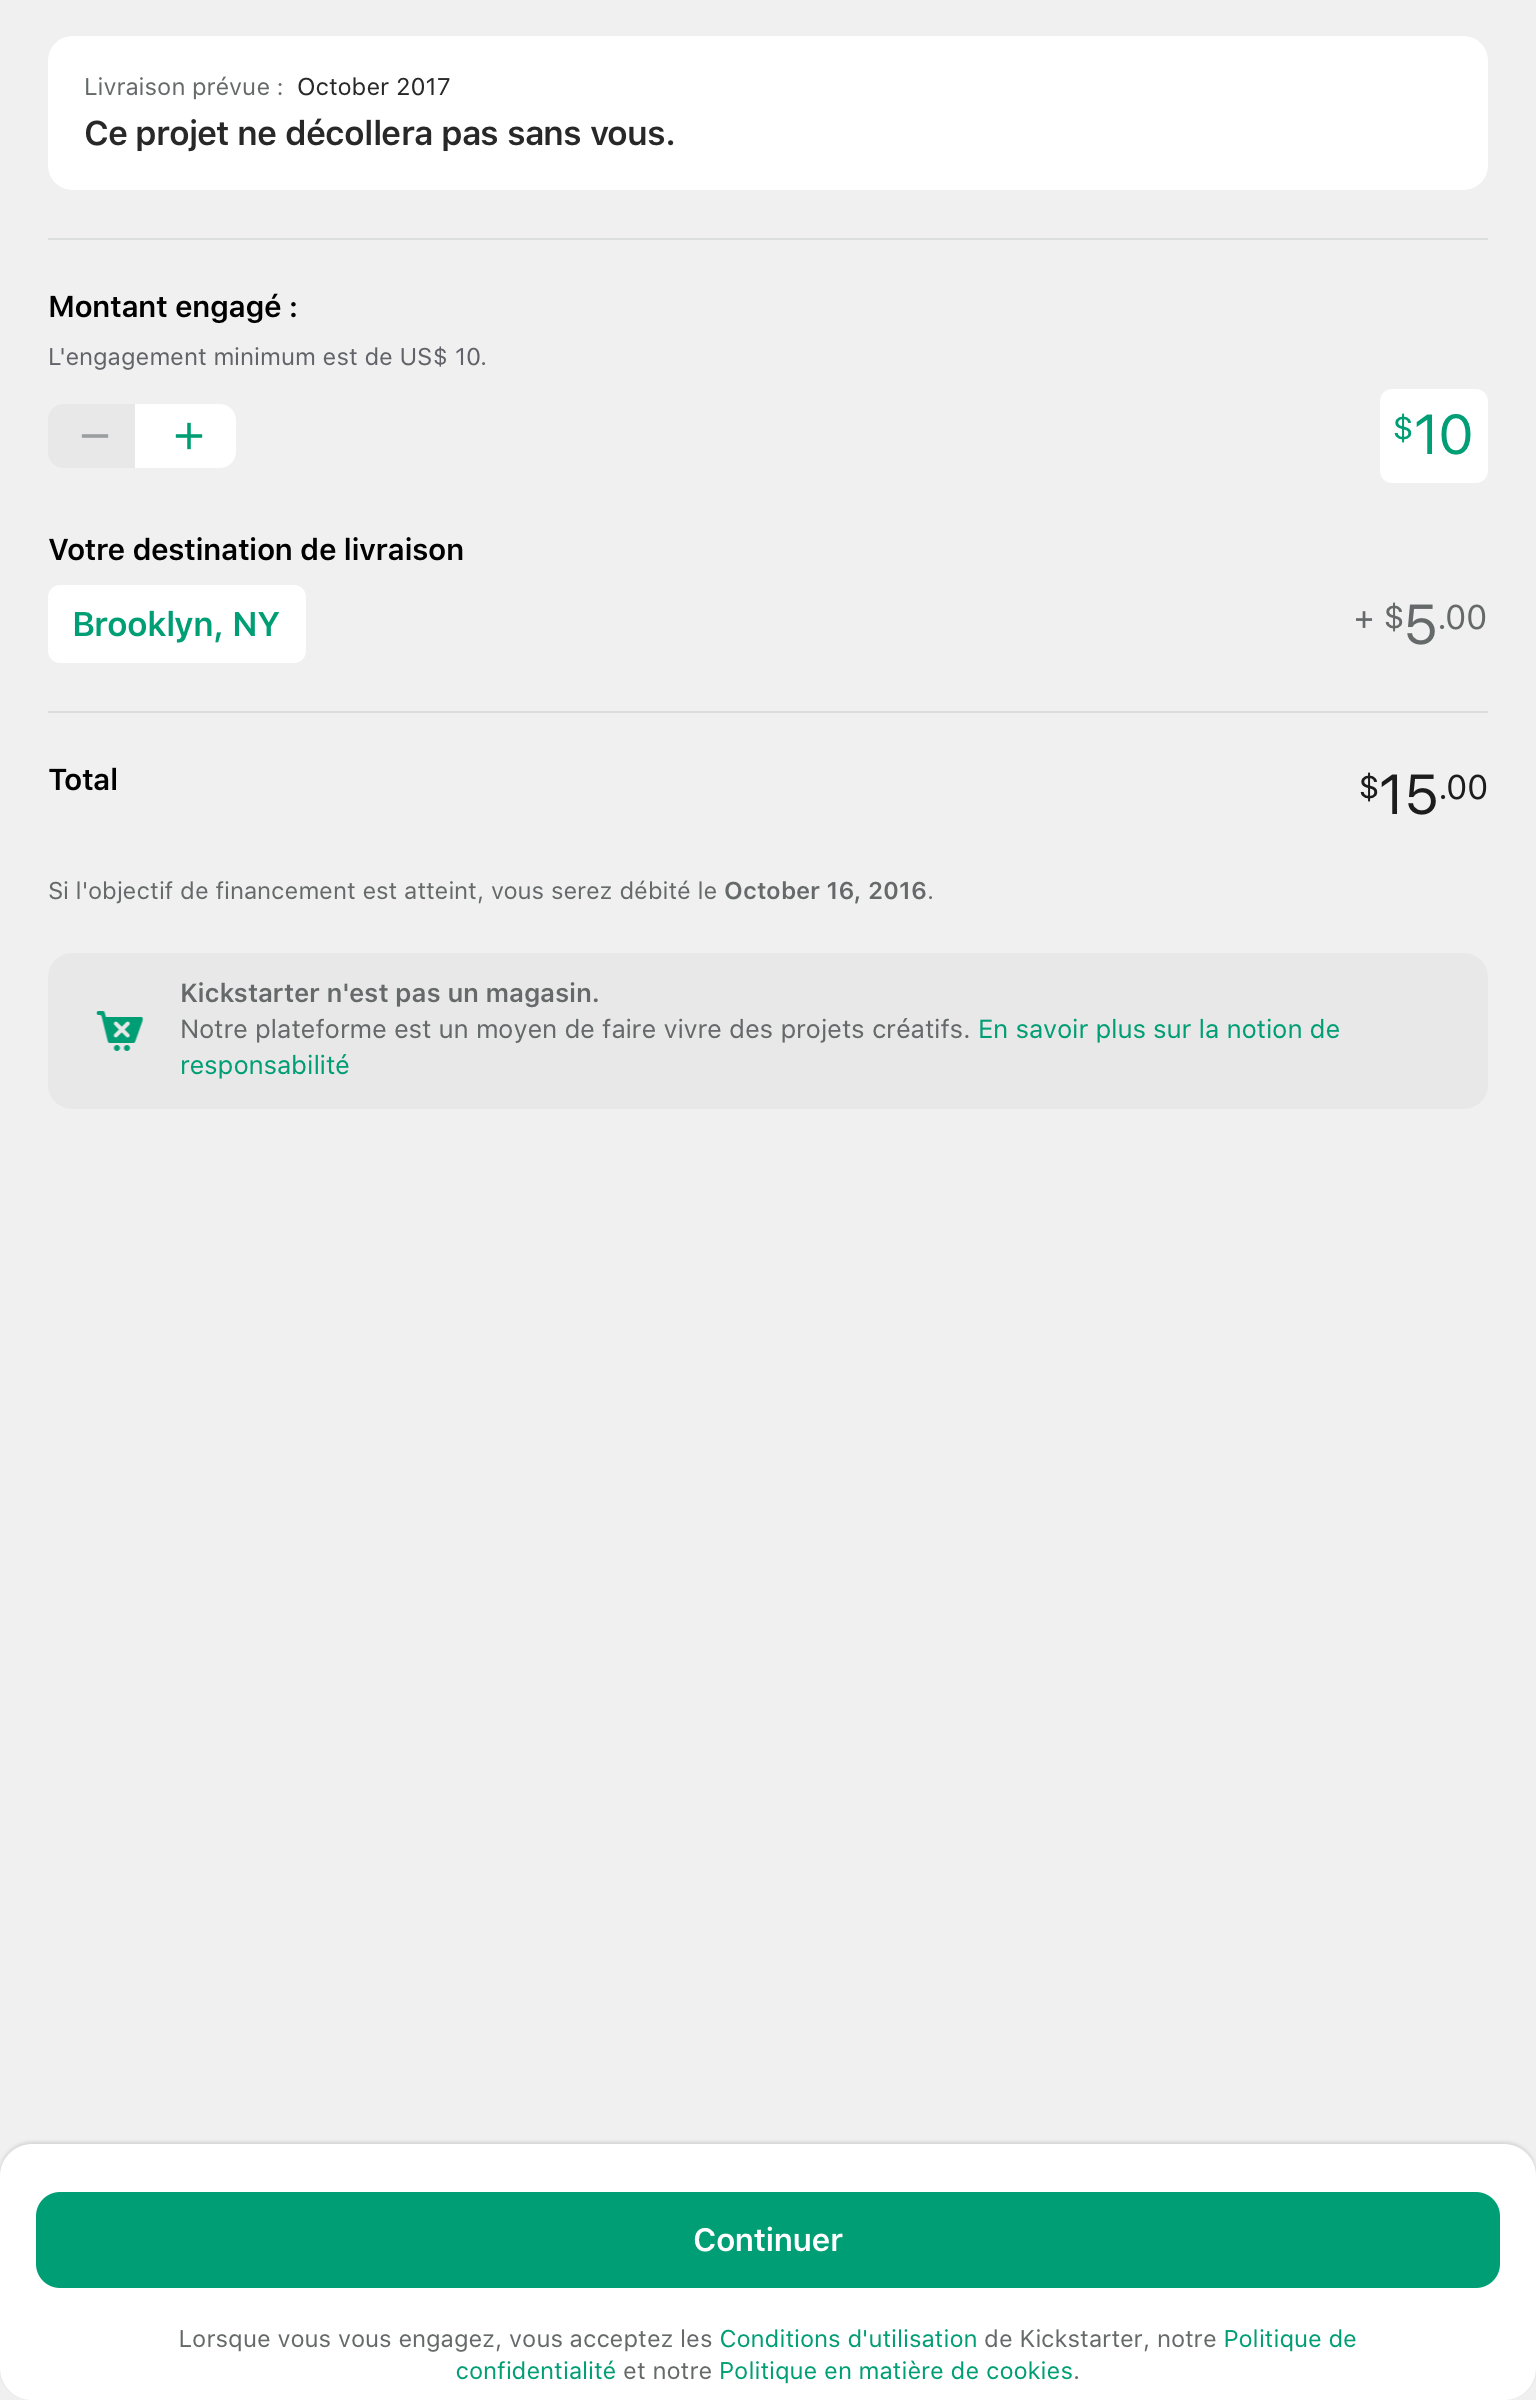 Livraison prévue : October 2017
Ce projet ne décollera pas sans vous.
Montant engagé :
L'engagement minimum est de US$ 10.
$10
Votre destination de livraison
Brooklyn, NY
+ $5.00
Total
$15.00
Si l'objectif de financement est atteint, vous serez débité le October 16, 2016.
Kickstarter n'est pas un magasin.
Notre plateforme est un moyen de faire vivre des projets créatifs. En savoir plus sur la notion de
responsabilité
Continuer
Lorsque vous vous engagez, vous acceptez les Conditions d'utilisation de Kickstarter, notre Politique de
confidentialité et notre Politique en matière de cookies.